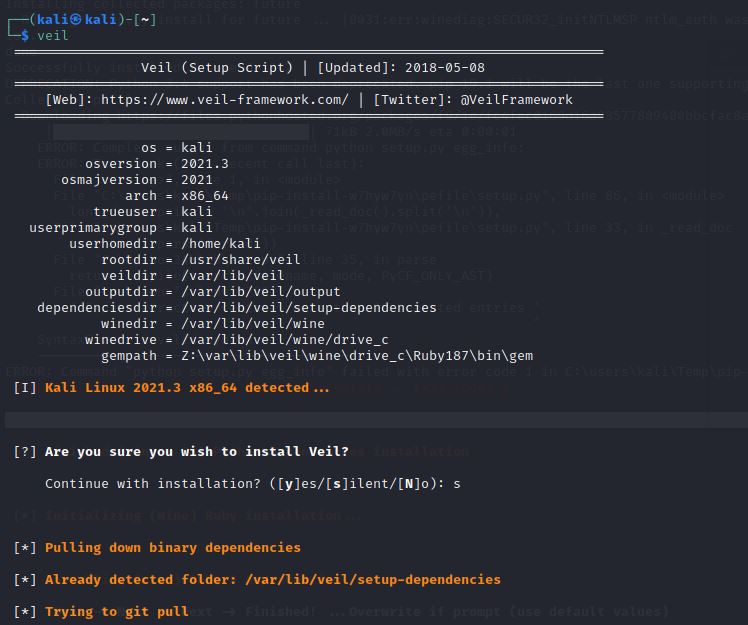 ┌──(kali㉿kali)-[~]
└─$ veil
Veil (Setup Script) | [Updated]: 2018-05-08
[Web]: https://www.veil-framework.com/ | [Twitter]: @VeilFramework
os = kali
osversion = 2021.3
osmajversion = 2021
arch = x86_64
trueuser = kali
userprimarygroup = kali
userhomedir = /home/kali
rootdir = /usr/share/veil
veildir = /var/lib/veil
outputdir = /var/lib/veil/output
dependenciesdir = /var/lib/veil/setup-dependencies
winedir = /var/lib/veil/wine
winedrive = /var/lib/veil/wine/drive_c
gempath = Z:\var\lib\veil\wine\drive_c\Ruby187\bin\gem
[I] Kali Linux 2021.3 x86_64 detected...
[?] Are you sure you wish to install Veil?
Continue with installation? ([y]es/[s]ilent/[N]o): s
[*] Pulling down binary dependencies
[*] Already detected folder: /var/lib/veil/setup-dependencies
[*] Trying to git pull